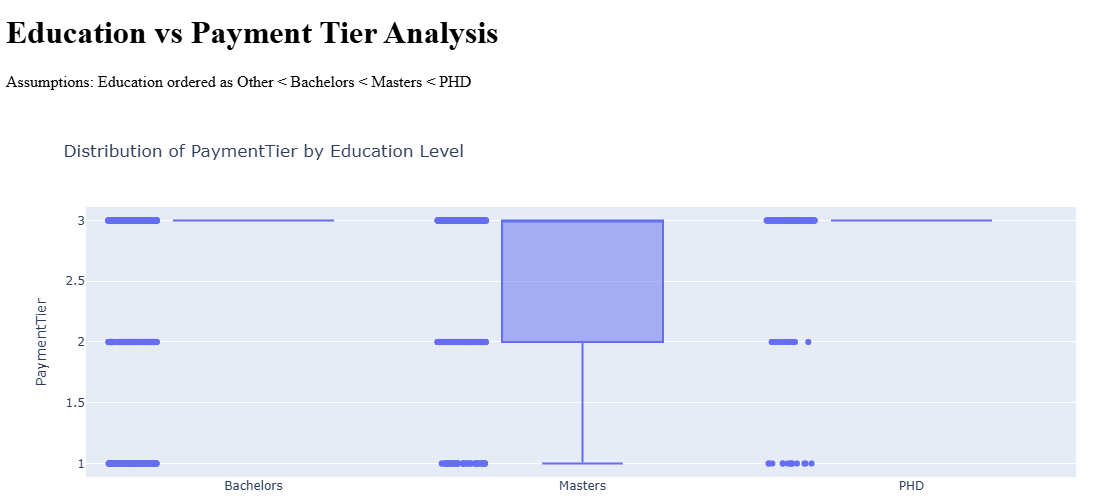 Education vs Payment Tier Analysis
Assumptions: Education ordered as Other < Bachelors < Masters < PHD
Distribution of PaymentTier by Education Level
3
2.5
2
1.5
1
PaymentTier
Bachelors
Masters
PHD